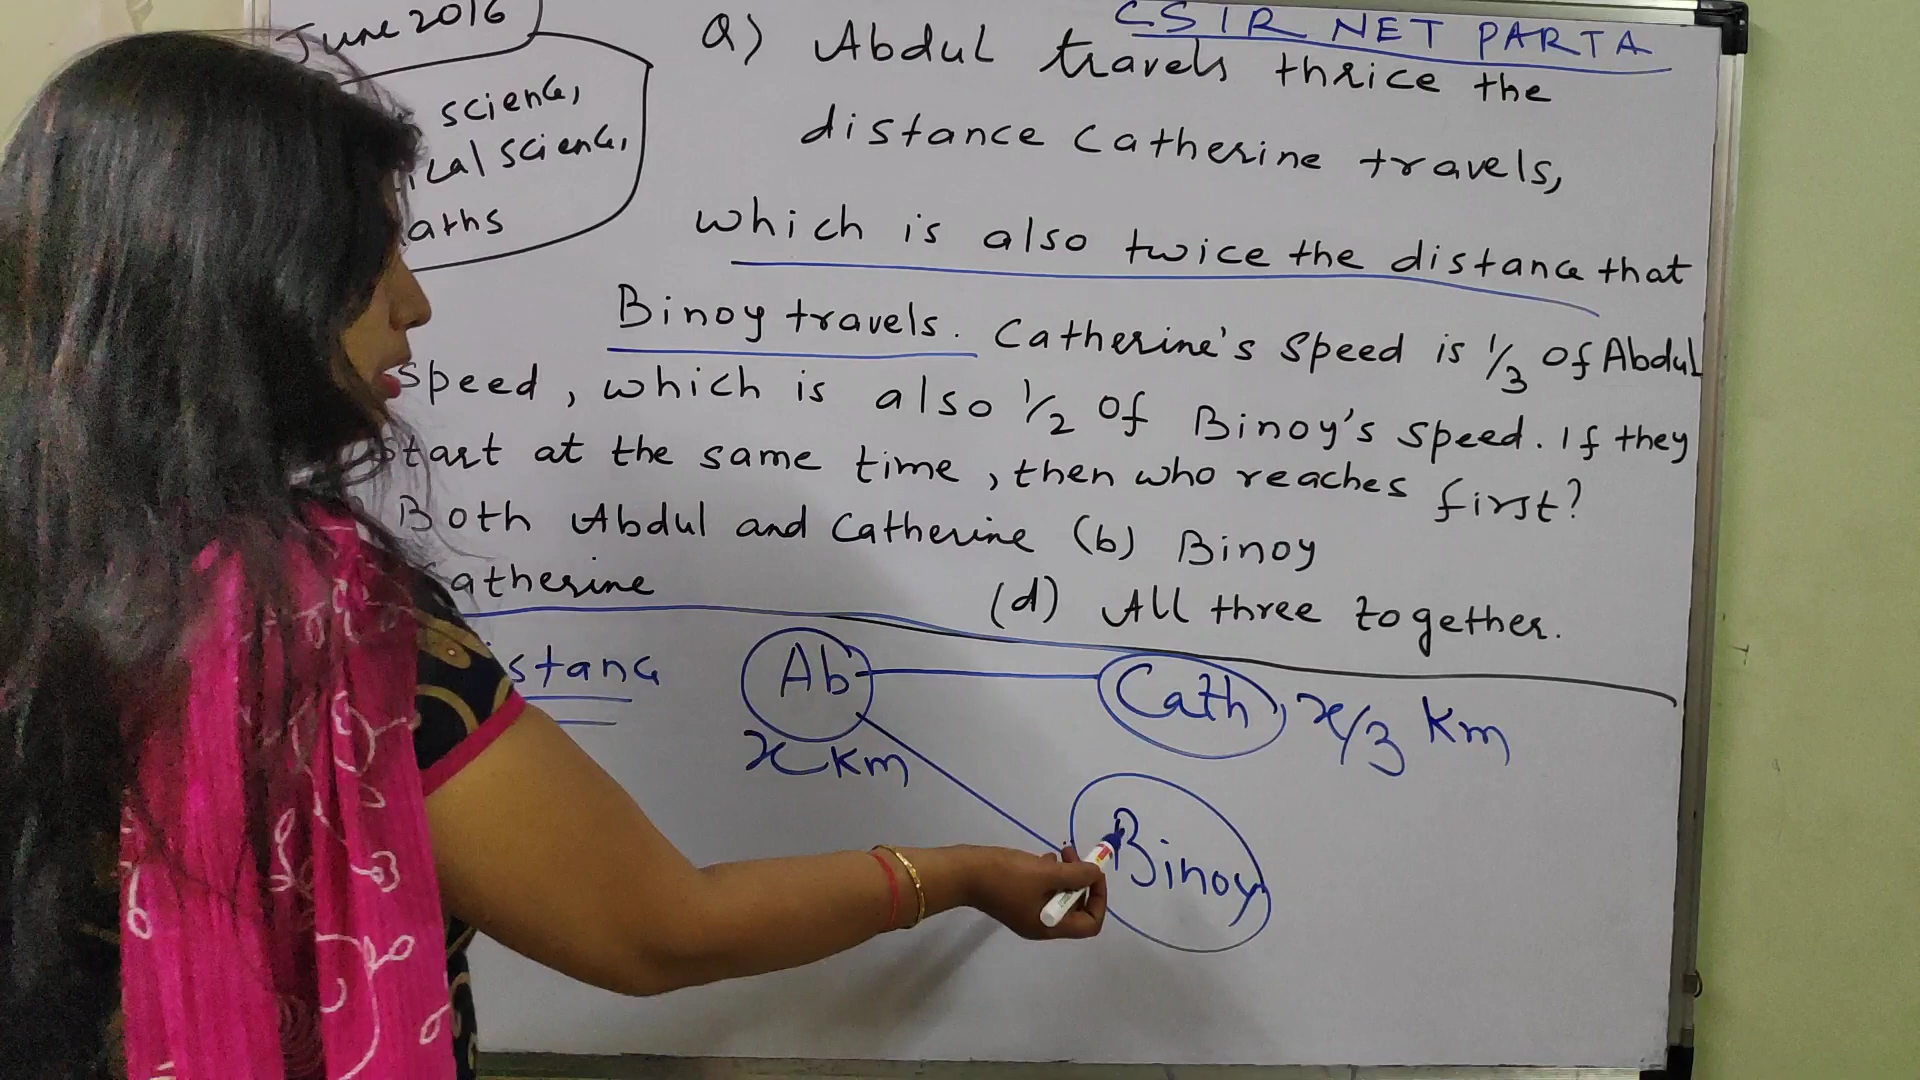 June 2016
science,
ical science,
aths
CSIR NET PART A
Q) Abdul travels thrice the
distance Catherine travels,
which is also twice the distance that
Binoy travels. Catherine's speed is 1/3 of Abdul
speed, which is also 1/2 of Binoy's speed. If they
start at the same time, then who reaches first?
Both Abdul and Catherine (b) Binoy
atherine
(d) All three together.
stanc
Ab
Cath, x/3 Km
x Km
Binoy